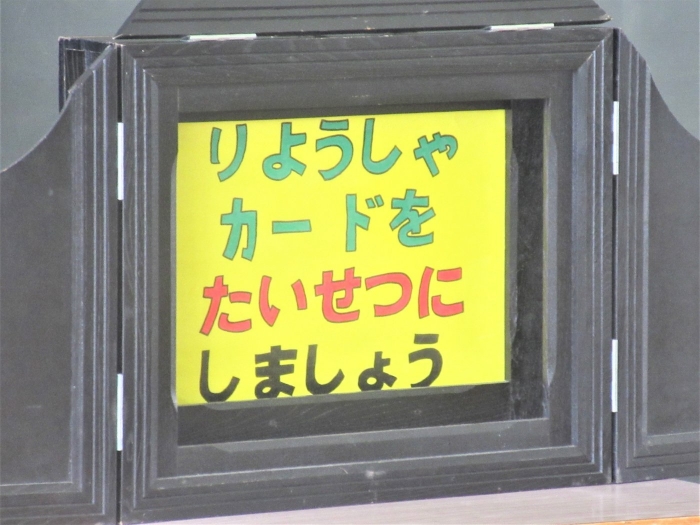 りようしゃ
カードを
たいせつに
しましょう